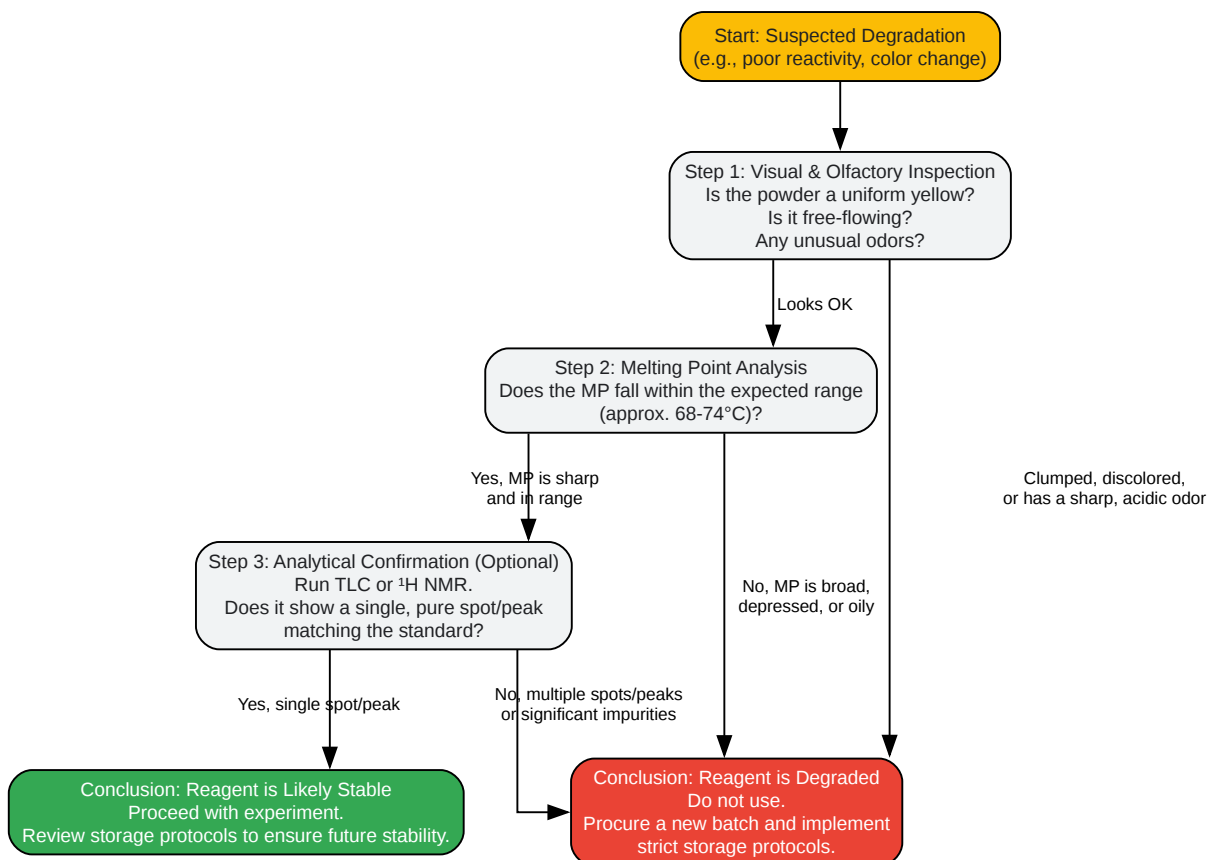 Start: Suspected Degradation
(e.g., poor reactivity, color change)
Step 1: Visual & Olfactory Inspection
Is the powder a uniform yellow?
Is it free-flowing?
Any unusual odors?
Looks OK
Step 2: Melting Point Analysis
Does the MP fall within the expected range
(approx. 68-74°C)?
Yes, MP is sharp
and in range
Clumped, discolored,
or has a sharp, acidic odor
Step 3: Analytical Confirmation (Optional)
Run TLC or ¹H NMR.
Does it show a single, pure spot/peak
matching the standard?
No, MP is broad,
depressed, or oily
Yes, single spot/peak
No, multiple spots/peaks
or significant impurities
Conclusion: Reagent is Likely Stable
Proceed with experiment.
Review storage protocols to ensure future stability.
Conclusion: Reagent is Degraded
Do not use.
Procure a new batch and implement
strict storage protocols.